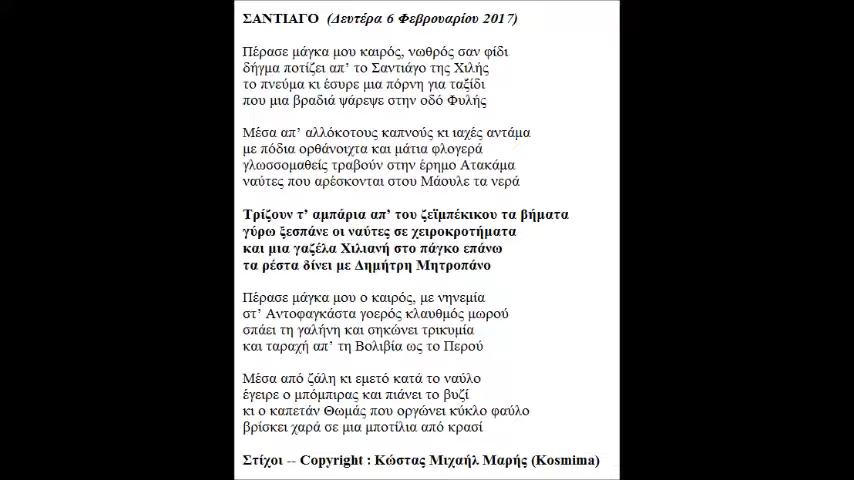 ΣΑΝΤΙΑΓΟ (Δευτέρα 6 Φεβρουαρίου 2017)
Πέρασε μάγκα μου καιρός, νωθρός σαν φίδι
δήγμα ποτίζει απ' το Σαντιάγο της Χιλής
το πνεύμα κι έσυρε μια πόρνη για ταξίδι
που μια βραδιά ψάρεψε στην οδό Φυλής
Μέσα απ' αλλόκοτους καπνούς κι ιαχές αντάμα
με πόδια ορθάνοιχτα και μάτια φλογερά
γλωσσομαθείς τραβούν στην έρημο Ατακάμα
ναύτες που αρέσκονται στου Μάουλε τα νερά
Τρίζουν τ' αμπάρια απ' του ζεϊμπέκικου τα βήματα
γύρω ξεσπάνε οι ναύτες σε χειροκροτήματα
και μια γαζέλα Χιλιανή στο πάγκο επάνω
τα ρέστα δίνει με Δημήτρη Μητροπάνο
Πέρασε μάγκα μου ο καιρός, με νηνεμία
στ' Αντοφαγκάστα γοερός κλαυθμός μωρού
σπάει τη γαλήνη και σηκώνει τρικυμία
και ταραχή απ' τη Βολιβία ως το Περού
Μέσα από ζάλη κι εμετό κατά το ναύλο
έγειρε ο μπόμπιρας και πιάνει το βυζί
κι ο καπετάν Θωμάς που οργώνει κύκλο φαύλο
βρίσκει χαρά σε μια μποτίλια από κρασί
Στίχοι -- Copyright : Κώστας Μιχαήλ Μαρής (Kosmima)